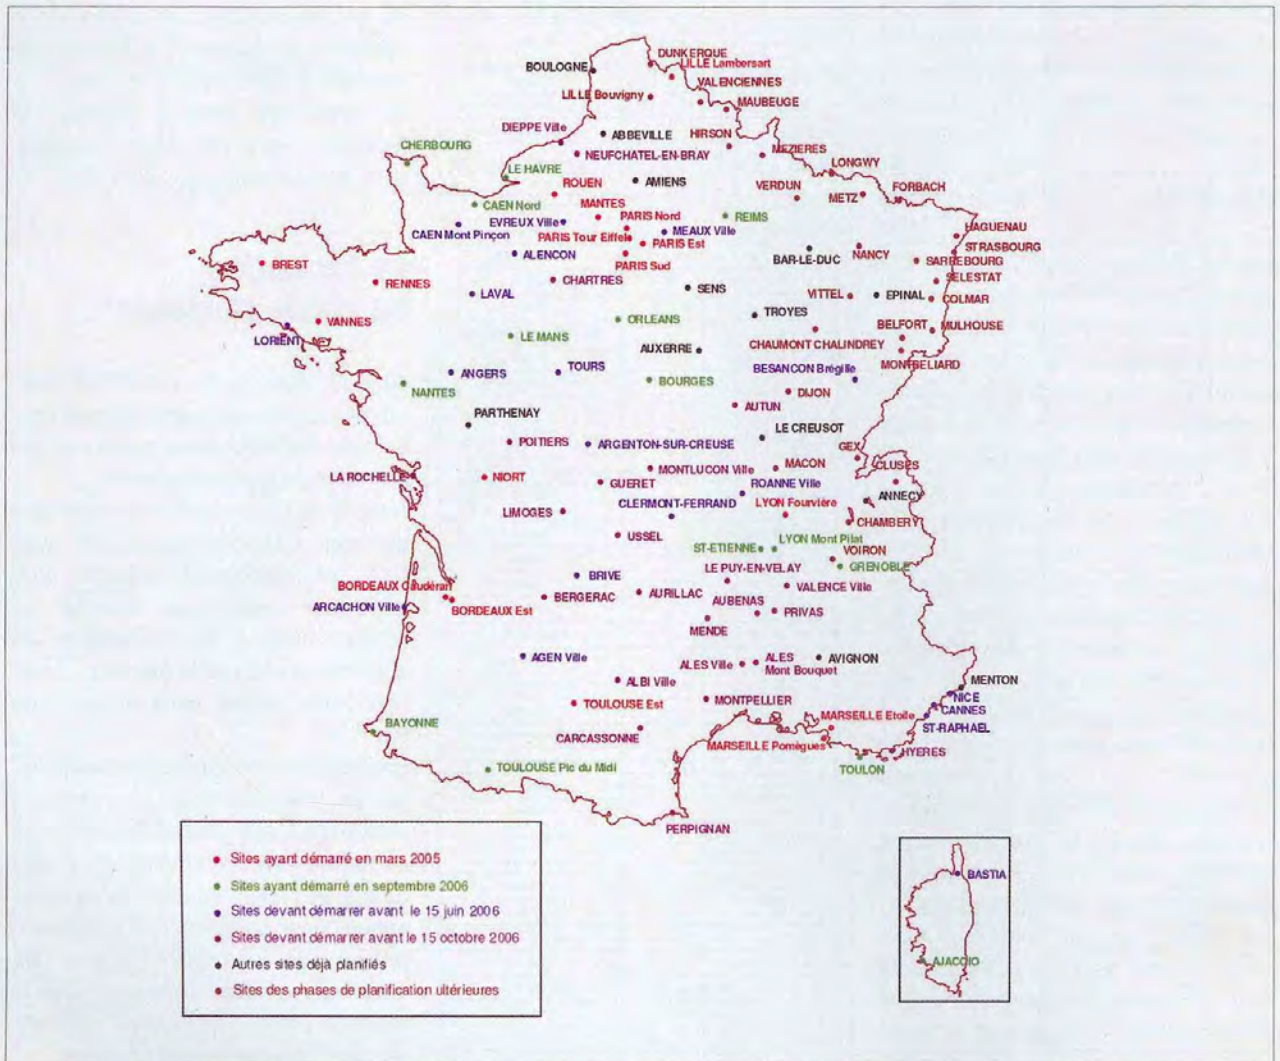 DUNKERQUE
BOULOGNE
LILLE Lambersart
VALENCIENNES
LILLE Bouvigny
MAUBEUGE
DIEPPE Ville
ABBEVILLE
HIRSON
CHERBOURG
NEUFCHATEL-EN-BRAY
MEZIERES
LE HAVRE
LONGWY
ROUEN
AMIENS
VERDUN
METZ
FORBACH
CAEN Nord
MANTES
EVREUX Ville
PARIS Nord
REIMS
CAEN Mont Pinçon
PARIS Tour Eiffel
MEAUX Ville
HAGUENAU
PARIS Est
STRASBOURG
ALENCON
PARIS Sud
BAR-LE-DUC
NANCY
SARREBOURG
BREST
RENNES
CHARTRES
SELESTAT
LAVAL
SENS
VITTEL
EPINAL
COLMAR
VANNES
ORLEANS
TROYES
LORIENT
LE MANS
BELFORT
MULHOUSE
AUXERRE
CHAUMONT CHALINDREY
MONTBELIARD
ANGERS
TOURS
BESANCON Brégille
NANTES
BOURGES
DIJON
PARTHENAY
AUTUN
POITIERS
ARGENTON-SUR-CREUSE
LE CREUSOT
GEX
LA ROCHELLE
NIORT
MONTLUCON Ville
MACON
CLUSES
GUERET
ROANNE Ville
CLERMONT-FERRAND
LYON Fourvière
ANNECY
LIMOGES
CHAMBERY
USSEL
LYON Mont Pilat
ST-ETIENNE
VOIRON
GRENOBLE
LE PUY-EN-VELAY
BORDEAUX Caudéran
BRIVE
VALENCE Ville
ARCACHON Ville
BORDEAUX Est
BERGERAC
AURILLAC
AUBENAS
PRIVAS
MENDE
AGEN Ville
ALES Ville
ALES
Mont Bouquet
AVIGNON
ALBI Ville
MENTON
NICE
TOULOUSE Est
MONTPELLIER
CANNES
BAYONNE
MARSEILLE Etoile
ST-RAPHAEL
CARCASSONNE
MARSEILLE Pomègues
HYERES
TOULOUSE Pic du Midi
TOULON
PERPIGNAN
Sites ayant démarré en mars 2005
Sites ayant démarré en septembre 2006
Sites devant démarrer avant le 15 juin 2006
Sites devant démarrer avant le 15 octobre 2006
Autres sites déjà planifiés
Sites des phases de planification ultérieures
BASTIA
AJACCIO